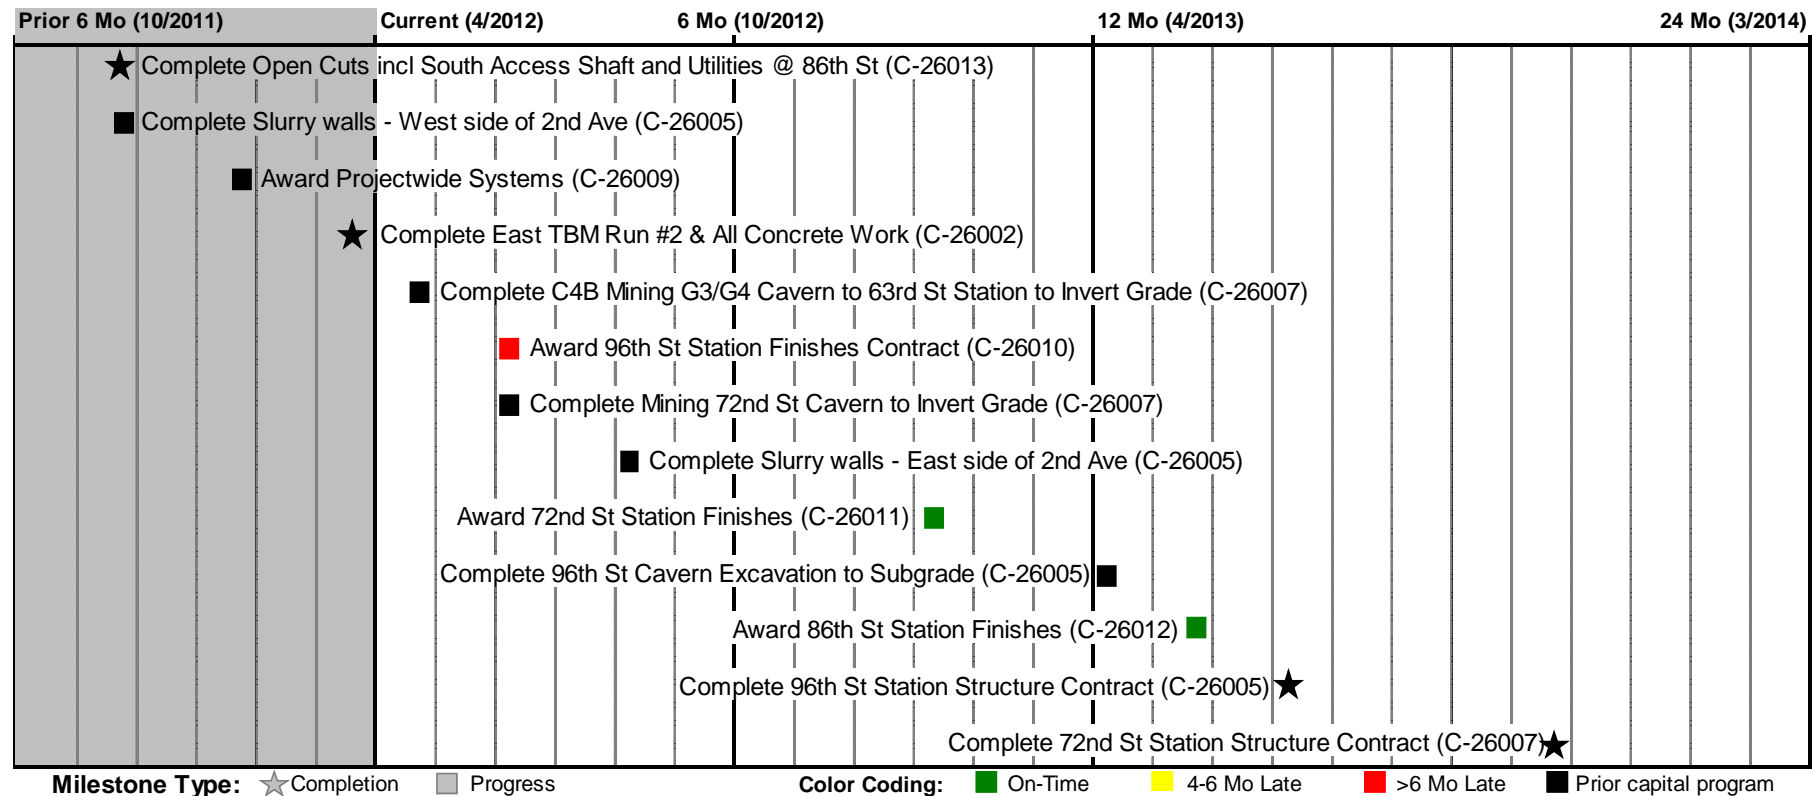 Prior 6 Mo (10/2011) Current (4/2012) 6 Mo (10/2012) 12 Mo (4/2013) 24 Mo (3/2014)
Complete Open Cuts incl South Access Shaft and Utilities @ 86th St (C-26013)
Complete Slurry walls - West side of 2nd Ave (C-26005)
Award Projectwide Systems (C-26009)
Complete East TBM Run #2 & All Concrete Work (C-26002)
Complete C4B Mining G3/G4 Cavern to 63rd St Station to Invert Grade (C-26007)
Award 96th St Station Finishes Contract (C-26010)
Complete Mining 72nd St Cavern to Invert Grade (C-26007)
Complete Slurry walls - East side of 2nd Ave (C-26005)
Award 72nd St Station Finishes (C-26011)
Complete 96th St Cavern Excavation to Subgrade (C-26005)
Award 86th St Station Finishes (C-26012)
Complete 96th St Station Structure Contract (C-26005)
Complete 72nd St Station Structure Contract (C-26007)
Milestone Type: Completion Progress Color Coding: On-Time 4-6 Mo Late >6 Mo Late Prior capital program